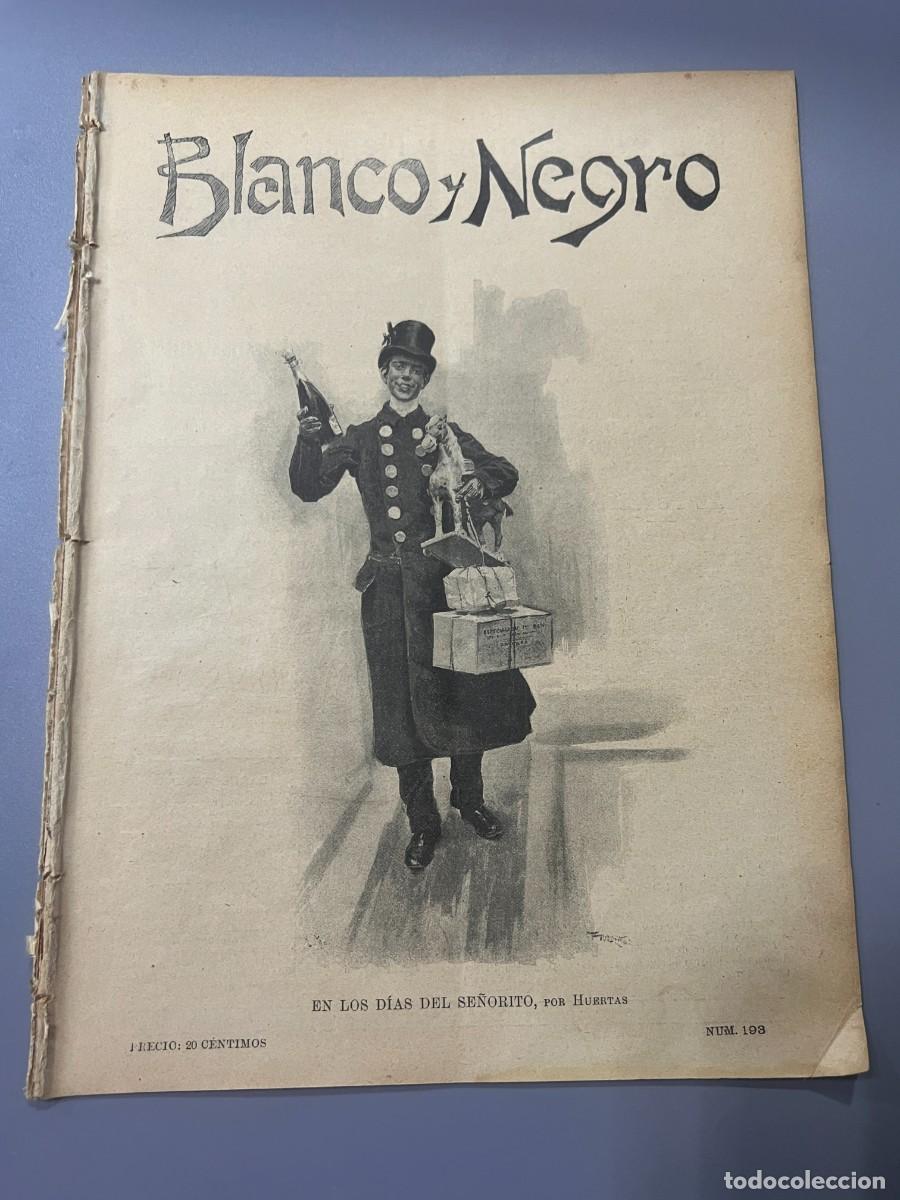 Blanco y Negro
EN LOS DÍAS DEL SEÑORITO, POR HUERTAS
PRECIO: 20 CÉNTIMOS
NUM. 193
todocoleccion